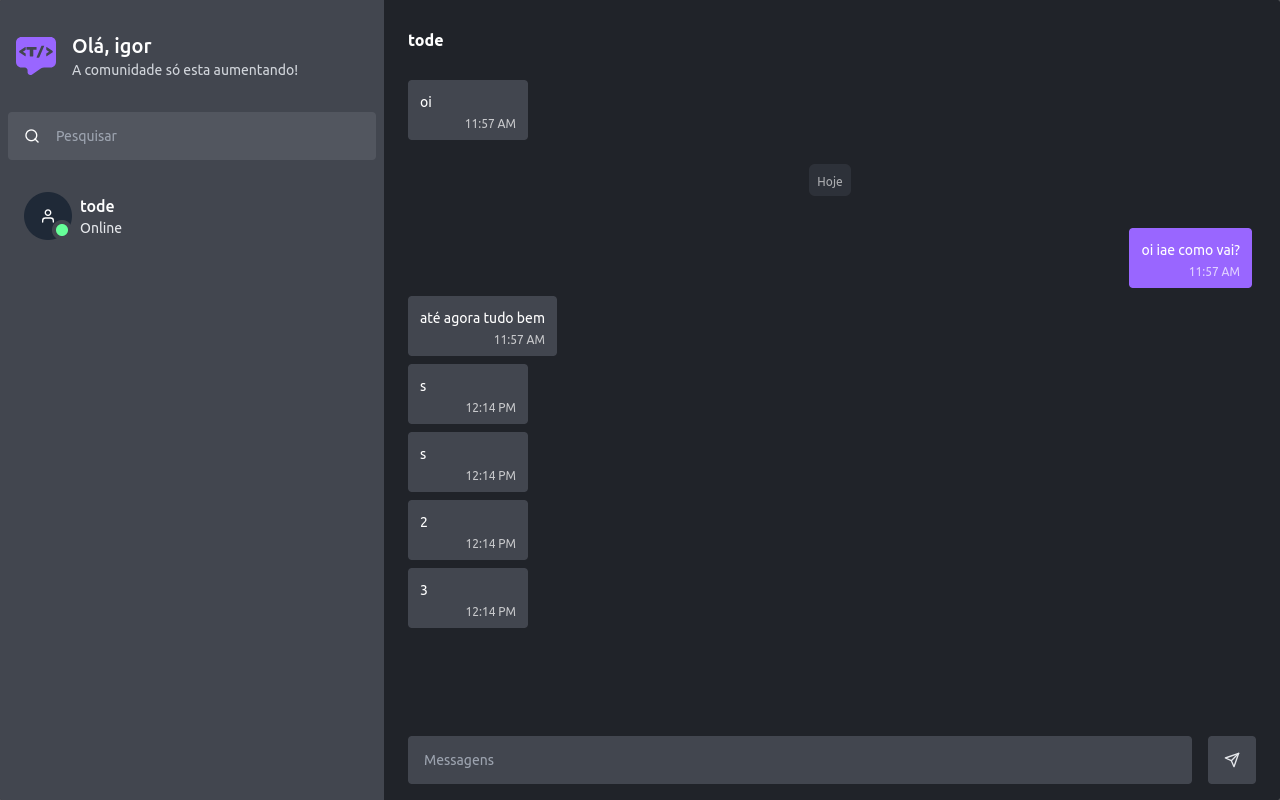 <T/>
Olá, igor
A comunidade só esta aumentando!
Pesquisar
tode
Online
tode
oi
11:57 AM
Hoje
oi iae como vai?
11:57 AM
até agora tudo bem
11:57 AM
s
12:14 PM
s
12:14 PM
2
12:14 PM
3
12:14 PM
Messagens